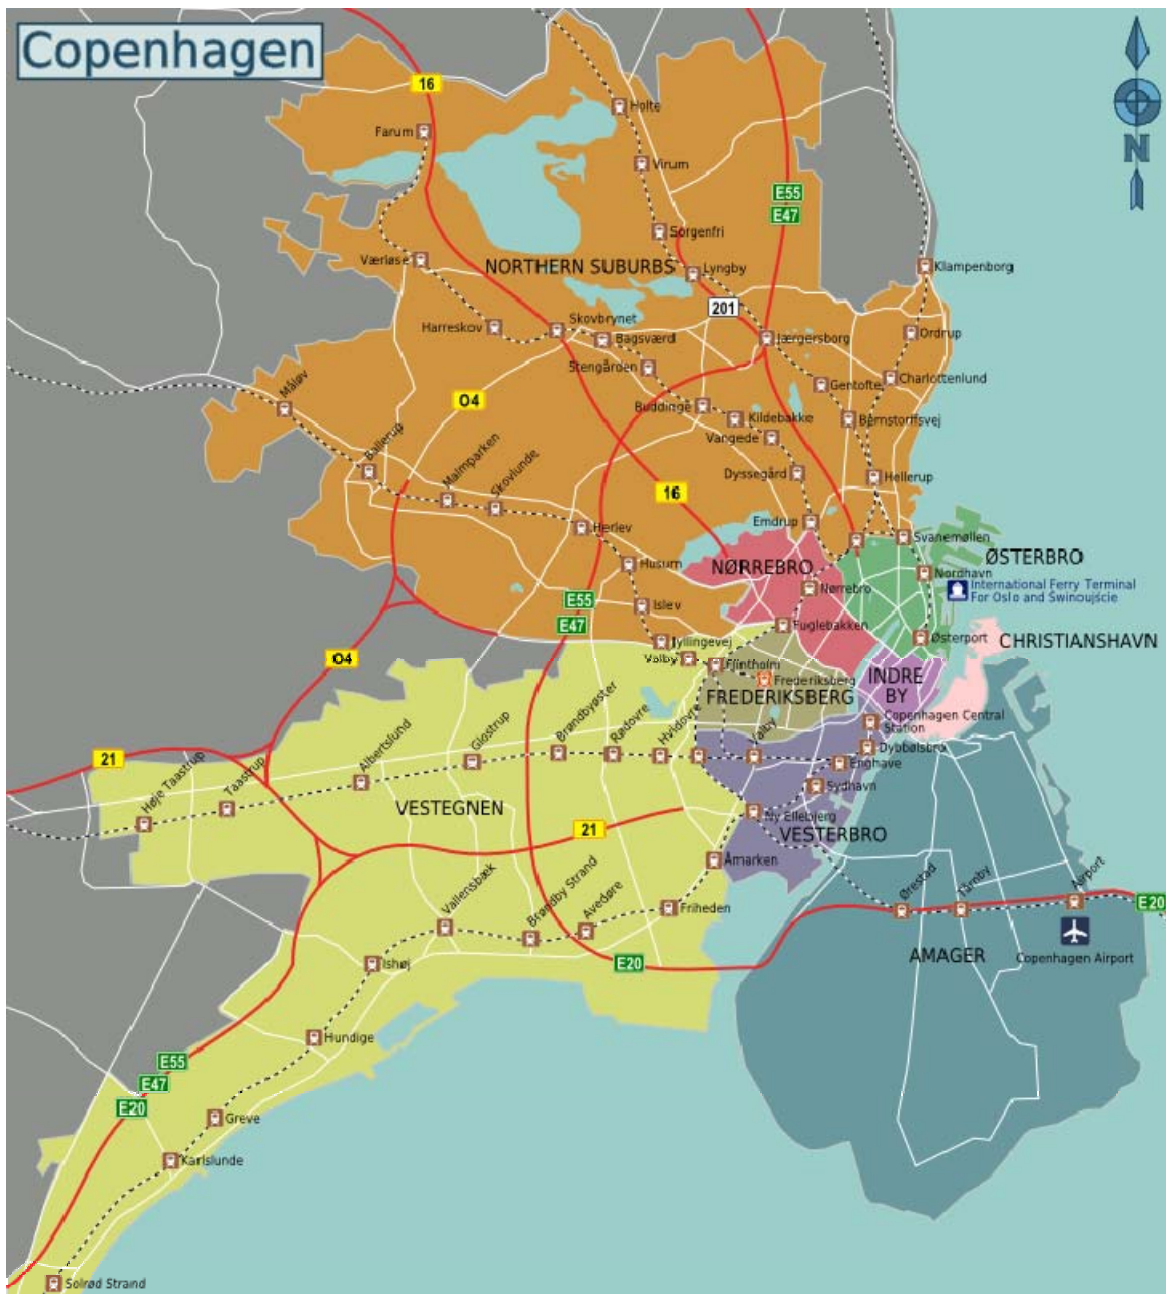 Copenhagen
16
Holte
Farum
Virum
N
E55
E47
Sorgenfri
Værløse
NORTHERN SUBURBS
Lyngby
Klampenborg
201
Skovbrynet
Harreskov
Bagsværd
Jærgersborg
Ordrup
Stengården
Måløv
Gentofte
Charlottenlund
O4
Buddinge
Kildebakke
Bernstorffsvej
Vangede
Ballerup
Malmparken
Skovlunde
Dyssegård
Hellerup
16
Emdrup
Herlev
Svanemøllen
ØSTERBRO
Husum
NØRREBRO
Nordhavn
International Ferry Terminal
For Oslo and Swinoujscie
Nørrebro
E55
Islev
E47
Fuglebakken
Østerport
CHRISTIANSHAVN
Jyllingevej
O4
Valby
Flintholm
Frederiksberg
INDRE
BY
FREDERIKSBERG
Copenhagen Central
Station
Glostrup
Brøndbyøster
Rødovre
Hvidovre
Valby
Dybbølsbro
21
Enghave
Høje Taastrup
Taastrup
Albertslund
Sydhavn
VESTEGNEN
Ny Ellebjerg
21
VESTERBRO
Åmarken
Vallensbæk
Brøndby Strand
Avedøre
Friheden
Ørestad
Tårnby
Airport
E20
Ishøj
E20
AMAGER
Copenhagen Airport
Hundige
E55
E47
E20
Greve
Karlslunde
Solrød Strand